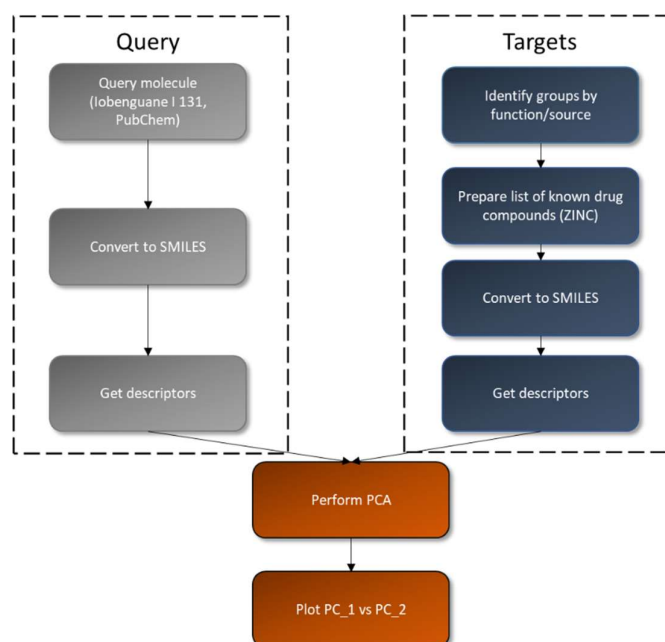 Query
Query molecule
(Iobenguane I 131,
PubChem)
Convert to SMILES
Get descriptors
Targets
Identify groups by
function/source
Prepare list of known drug
compounds (ZINC)
Convert to SMILES
Get descriptors
Perform PCA
Plot PC_1 vs PC_2